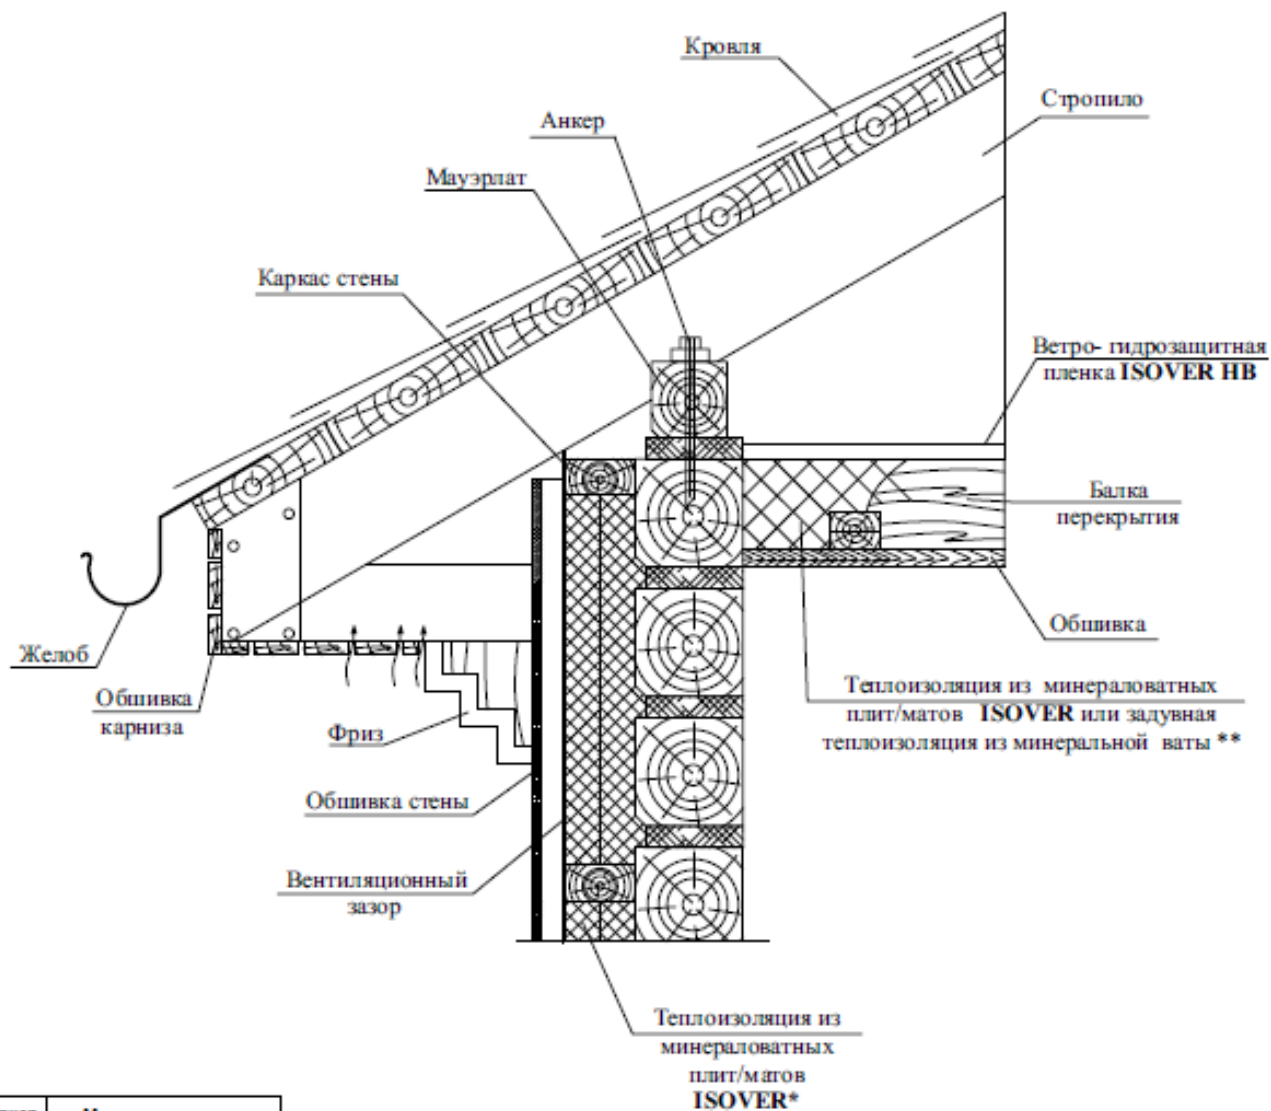 Кровля
Стропило
Анкер
Мауэрлат
Каркас стены
Ветро- гидрозащитная
пленка ISOVER HB
Балка
перекрытия
Обшивка
Желоб
Обшивка
карниза
Фриз
Теплоизоляция из минераловатных
плит/матов ISOVER или задувная
теплоизоляция из минеральной ваты **
Обшивка стены
Вентиляционный
зазор
Теплоизоляция из
минераловатных
плит/матов
ISOVER*